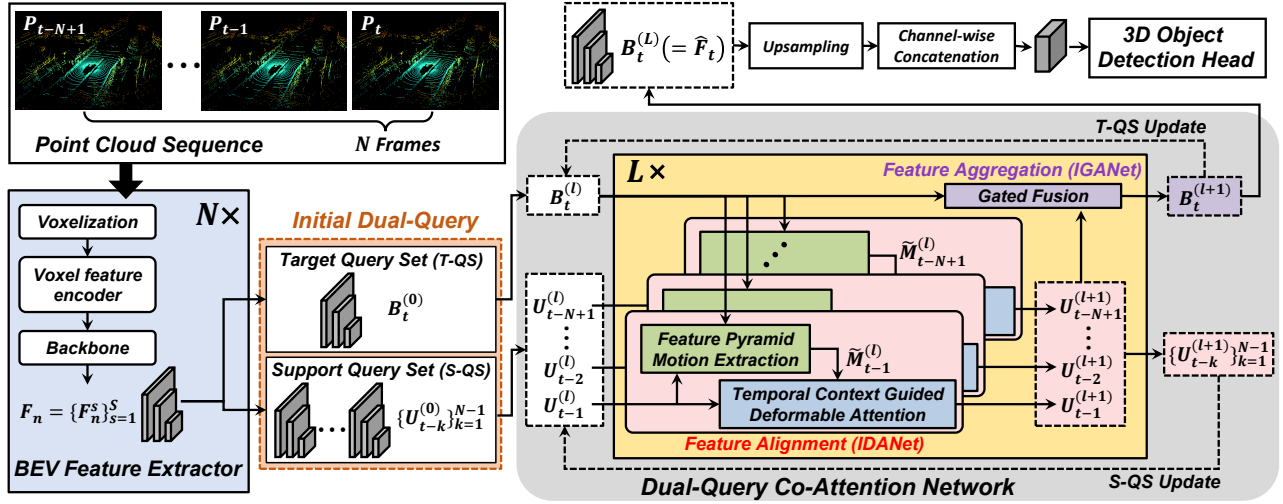 P_{t-N+1}
P_{t-1}
P_t
N Frames
Point Cloud Sequence
N×
Voxelization
Voxel feature
encoder
Backbone
F_n = {F_n^s}_{s=1}^S
BEV Feature Extractor
Initial Dual-Query
Target Query Set (T-QS)
B_t^{(0)}
Support Query Set (S-QS)
{U_{t-k}^{(0)}}_{k=1}^{N-1}
B_t^{(L)}(= \hat{F}_t)
Upsampling
Channel-wise
Concatenation
3D Object
Detection Head
T-QS Update
B_t^{(l)}
L×
Feature Aggregation (IGANet)
Gated Fusion
B_t^{(l+1)}
\tilde{M}_{t-N+1}^{(l)}
U_{t-N+1}^{(l)}
U_{t-2}^{(l)}
U_{t-1}^{(l)}
Feature Pyramid
Motion Extraction
\tilde{M}_{t-1}^{(l)}
Temporal Context Guided
Deformable Attention
Feature Alignment (IDANet)
U_{t-N+1}^{(l+1)}
U_{t-2}^{(l+1)}
U_{t-1}^{(l+1)}
{U_{t-k}^{(l+1)}}_{k=1}^{N-1}
S-QS Update
Dual-Query Co-Attention Network